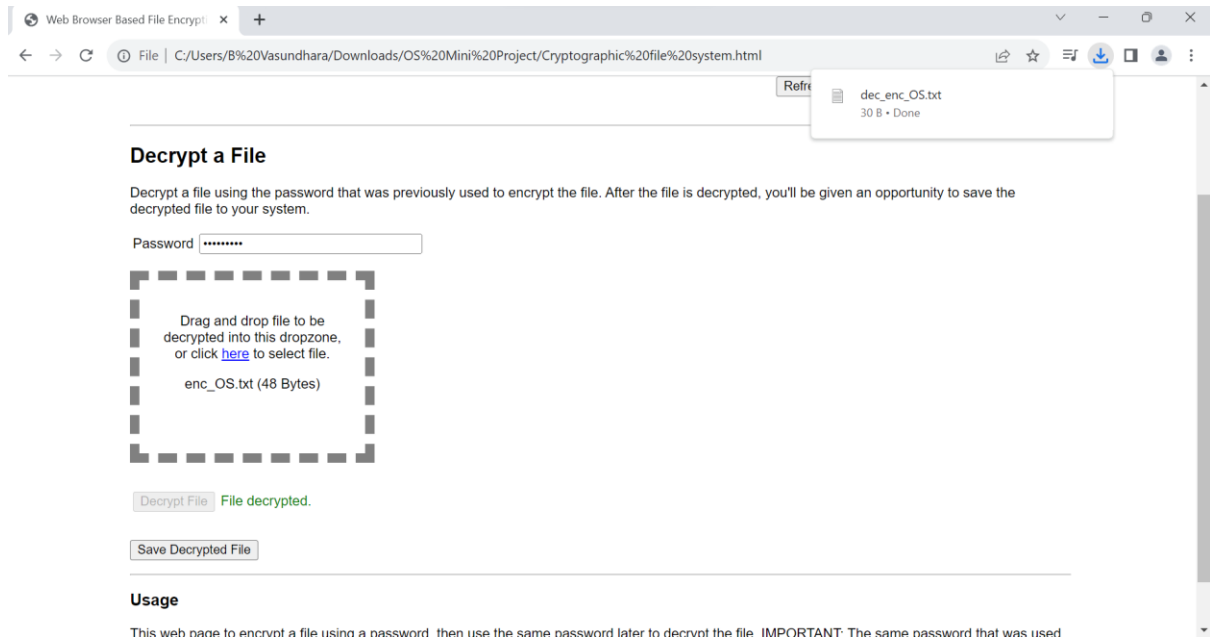 Web Browser Based File Encrypti
File | C:/Users/B%20Vasundhara/Downloads/OS%20Mini%20Project/Cryptographic%20file%20system.html
Refre
dec_enc_OS.txt
30 B • Done
Decrypt a File
Decrypt a file using the password that was previously used to encrypt the file. After the file is decrypted, you'll be given an opportunity to save the
decrypted file to your system.
Password •••••••••
Drag and drop file to be
decrypted into this dropzone,
or click here to select file.
enc_OS.txt (48 Bytes)
Decrypt File File decrypted.
Save Decrypted File
Usage
This web page to encrypt a file using a password, then use the same password later to decrypt the file. IMPORTANT: The same password that was used